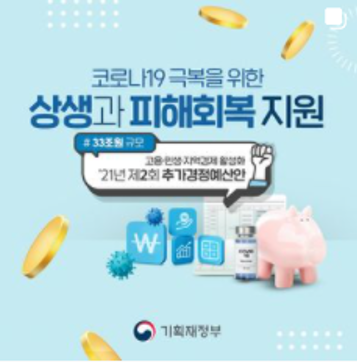 코로나19 극복을 위한
상생과 피해회복 지원
# 33조원 규모
고용·민생·지역경제 활성화
'21년 제2회 추가경정예산안
₩
기획재정부